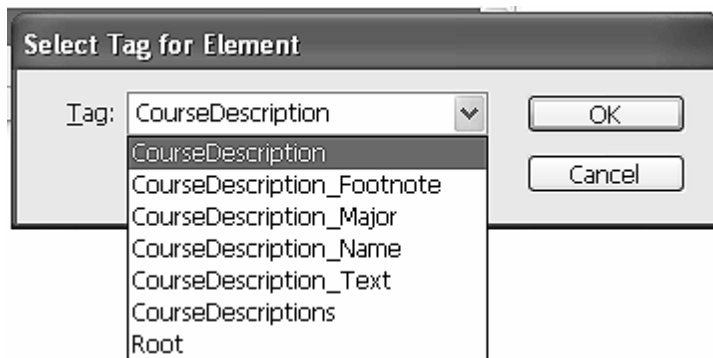 Select Tag for Element
Tag: CourseDescription OK
CourseDescription
CourseDescription_Footnote Cancel
CourseDescription_Major
CourseDescription_Name
CourseDescription_Text
CourseDescriptions
Root